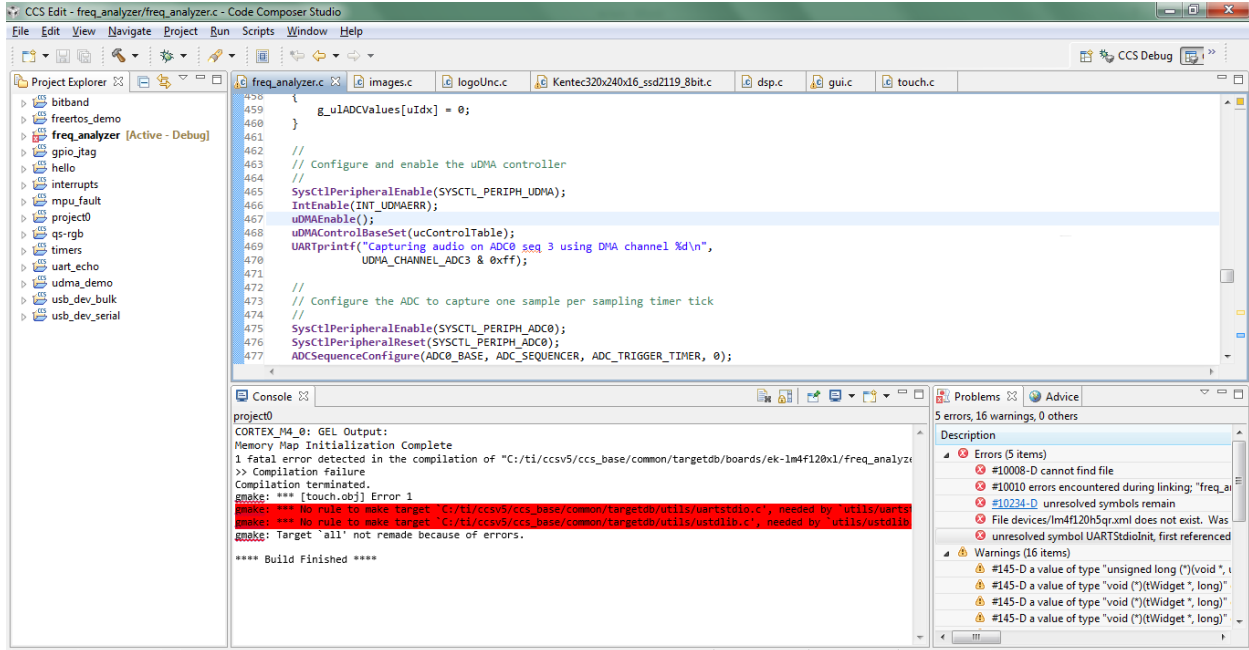 CCS Edit - freq_analyzer/freq_analyzer.c - Code Composer Studio
File Edit View Navigate Project Run Scripts Window Help
CCS Debug
Project Explorer
bitband
freertos_demo
freq_analyzer [Active - Debug]
gpio_jtag
hello
interrupts
mpu_fault
project0
qs-rgb
timers
uart_echo
udma_demo
usb_dev_bulk
usb_dev_serial
freq_analyzer.c images.c logoUnc.c Kentec320x240x16_ssd2119_8bit.c dsp.c gui.c touch.c
458 {
459 g_ulADCValues[uIdx] = 0;
460 }
461
462 //
463 // Configure and enable the uDMA controller
464 //
465 SysCtlPeripheralEnable(SYSCTL_PERIPH_UDMA);
466 IntEnable(INT_UDMAERR);
467 uDMAEnable();
468 uDMAControlBaseSet(ucControlTable);
469 UARTprintf("Capturing audio on ADC0 seq 3 using DMA channel %d\n",
470 UDMA_CHANNEL_ADC3 & 0xff);
471
472 //
473 // Configure the ADC to capture one sample per sampling timer tick
474 //
475 SysCtlPeripheralEnable(SYSCTL_PERIPH_ADC0);
476 SysCtlPeripheralReset(SYSCTL_PERIPH_ADC0);
477 ADCSequenceConfigure(ADC0_BASE, ADC_SEQUENCER, ADC_TRIGGER_TIMER, 0);
Console
project0
CORTEX_M4_0: GEL Output:
Memory Map Initialization Complete
1 fatal error detected in the compilation of "C:/ti/ccsv5/ccs_base/common/targetdb/boards/ek-lm4f120xl/freq_analyze
>> Compilation failure
Compilation terminated.
gmake: *** [touch.obj] Error 1
gmake: *** No rule to make target `C:/ti/ccsv5/ccs_base/common/targetdb/utils/uartstdio.c', needed by `utils/uarts
gmake: *** No rule to make target `C:/ti/ccsv5/ccs_base/common/targetdb/utils/ustdlib.c', needed by `utils/ustdlib
gmake: Target `all' not remade because of errors.
**** Build Finished ****
Problems Advice
5 errors, 16 warnings, 0 others
Description
Errors (5 items)
#10008-D cannot find file
#10010 errors encountered during linking; "freq_a
#10234-D unresolved symbols remain
File devices/lm4f120h5qr.xml does not exist. Was
unresolved symbol UARTStdioInit, first referenced
Warnings (16 items)
#145-D a value of type "unsigned long (*)(void *, u
#145-D a value of type "void (*)(tWidget *, long)"
#145-D a value of type "void (*)(tWidget *, long)"
#145-D a value of type "void (*)(tWidget *, long)"